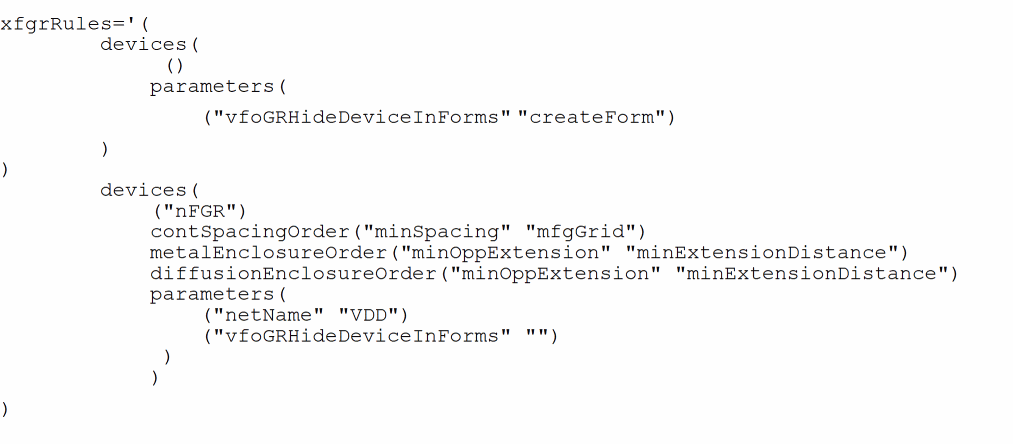 xfgrRules='(
devices(
()
parameters(
("vfoGRHideDeviceInForms" "createForm")
)
)
devices(
("nFGR")
contSpacingOrder("minSpacing" "mfgGrid")
metalEnclosureOrder("minOppExtension" "minExtensionDistance")
diffusionEnclosureOrder("minOppExtension" "minExtensionDistance")
parameters(
("netName" "VDD")
("vfoGRHideDeviceInForms" "")
)
)
)